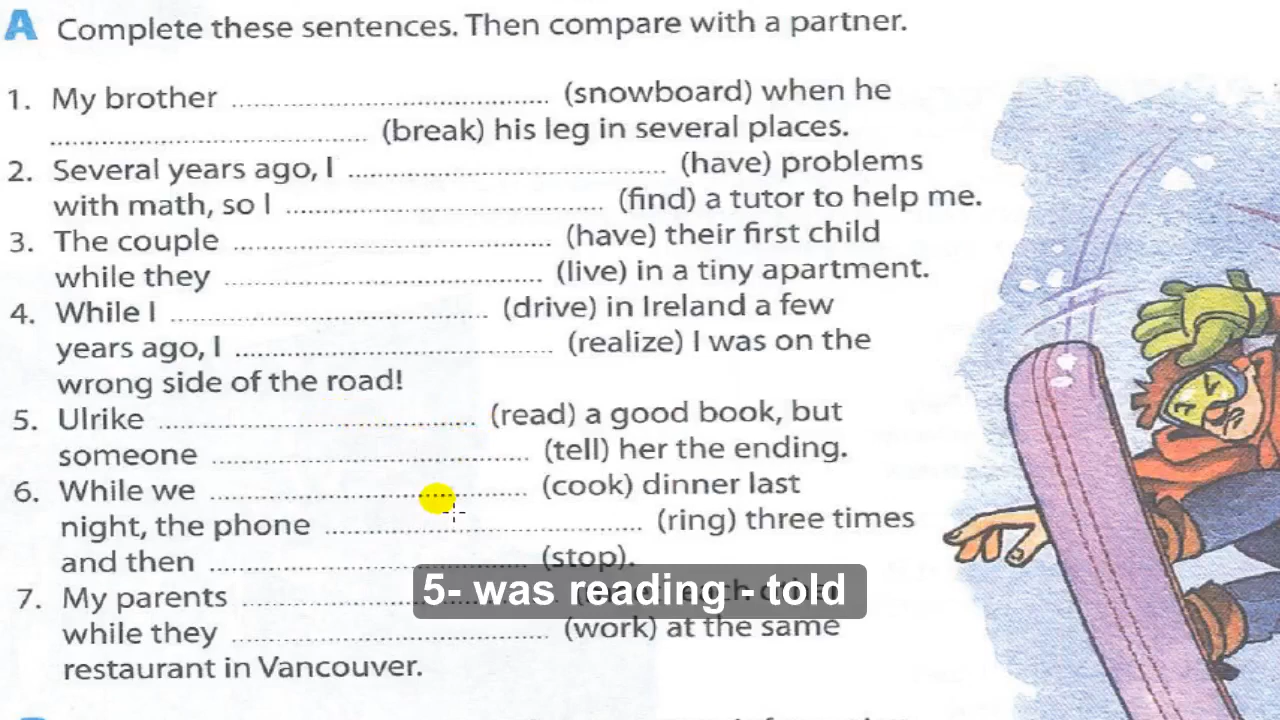 A Complete these sentences. Then compare with a partner.
1. My brother ........................................ (snowboard) when he
........................................ (break) his leg in several places.
2. Several years ago, I ........................................ (have) problems
with math, so I ........................................ (find) a tutor to help me.
3. The couple ........................................ (have) their first child
while they ........................................ (live) in a tiny apartment.
4. While I ........................................ (drive) in Ireland a few
years ago, I ........................................ (realize) I was on the
wrong side of the road!
5. Ulrike ........................................ (read) a good book, but
someone ........................................ (tell) her the ending.
6. While we ........................................ (cook) dinner last
night, the phone ........................................ (ring) three times
and then ........................................ (stop).
5- was reading - told
7. My parents ........................................
while they ........................................ (work) at the same
restaurant in Vancouver.